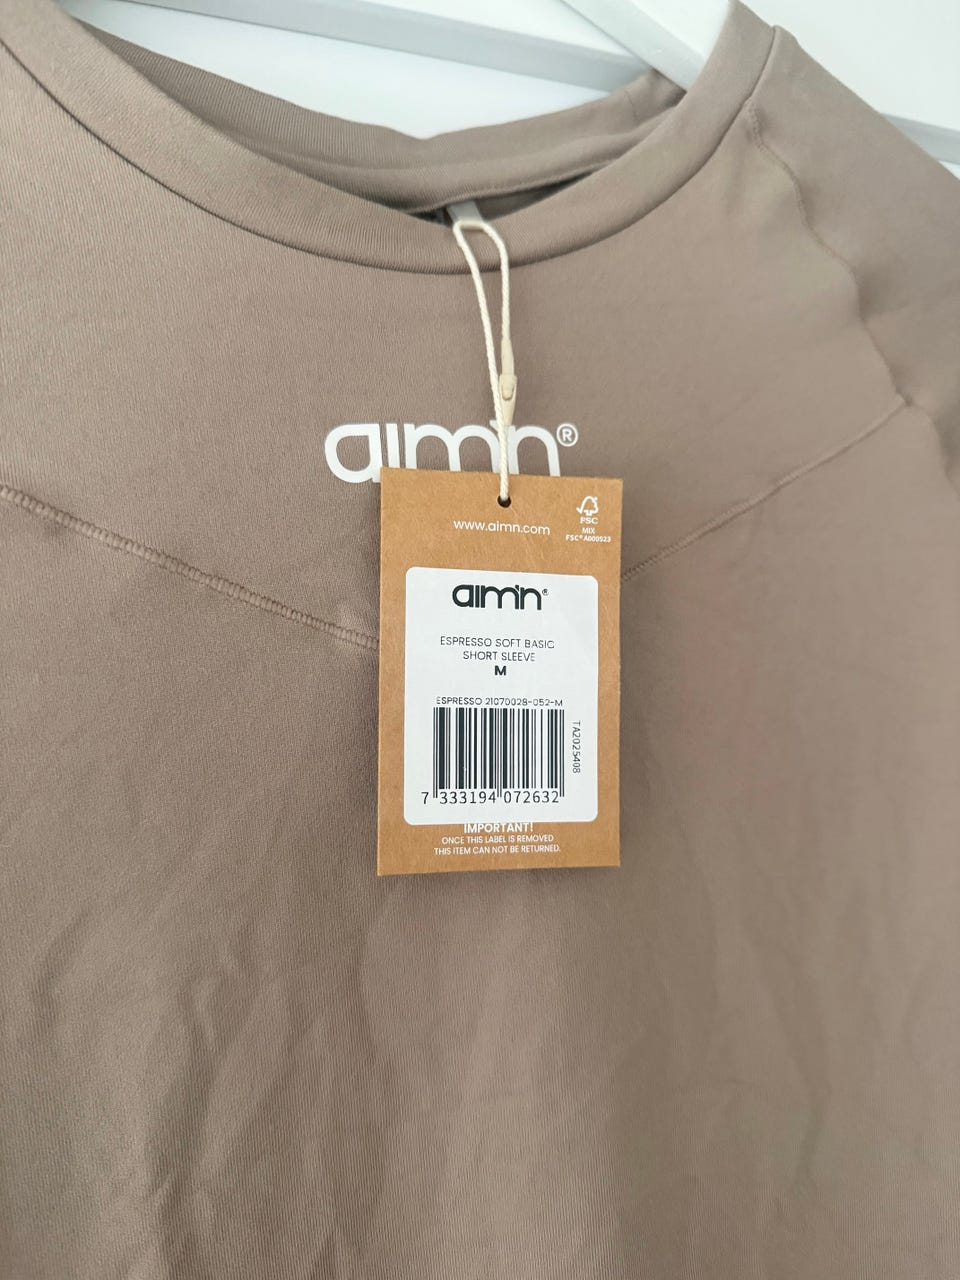 aim'n®
www.aimn.com
FSC
MIX
FSC® A000523
aim'n®
ESPRESSO SOFT BASIC
SHORT SLEEVE
M
ESPRESSO 21070028-052-M
TA2025408
7 333194 072632
IMPORTANT!
ONCE THIS LABEL IS REMOVED
THIS ITEM CAN NOT BE RETURNED.